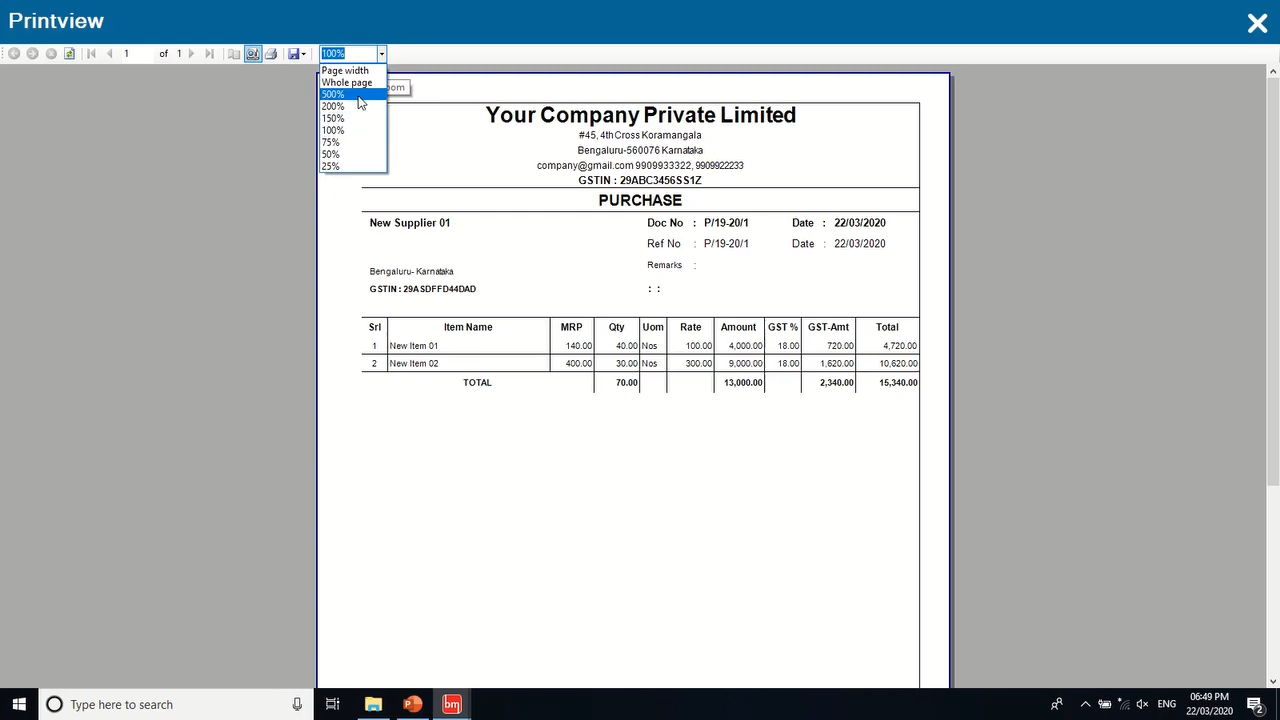 Printview
1 of 1 100%
Page width
Whole page
500%
200%
150%
100%
75%
50%
25%
oom
Your Company Private Limited
#45, 4thCross Koramangala
Bengaluru-560076 Karnataka
company@gmail.com 9909933322, 9909922233
GSTIN : 29ABC3456SS1Z
PURCHASE
New Supplier 01 Doc No : P/19-20/1 Date : 22/03/2020
Ref No : P/19-20/1 Date : 22/03/2020
Remarks :
Bengaluru- Karnataka
GSTIN : 29ASDFFD44DAD : :
Srl Item Name MRP Qty Uom Rate Amount GST % GST-Amt Total
1 New Item 01 140.00 40.00 Nos 100.00 4,000.00 18.00 720.00 4,720.00
2 New Item 02 400.00 30.00 Nos 300.00 9,000.00 18.00 1,620.00 10,620.00
TOTAL 70.00 13,000.00 2,340.00 15,340.00
Type here to search
bm
ENG
06:49 PM
22/03/2020
2